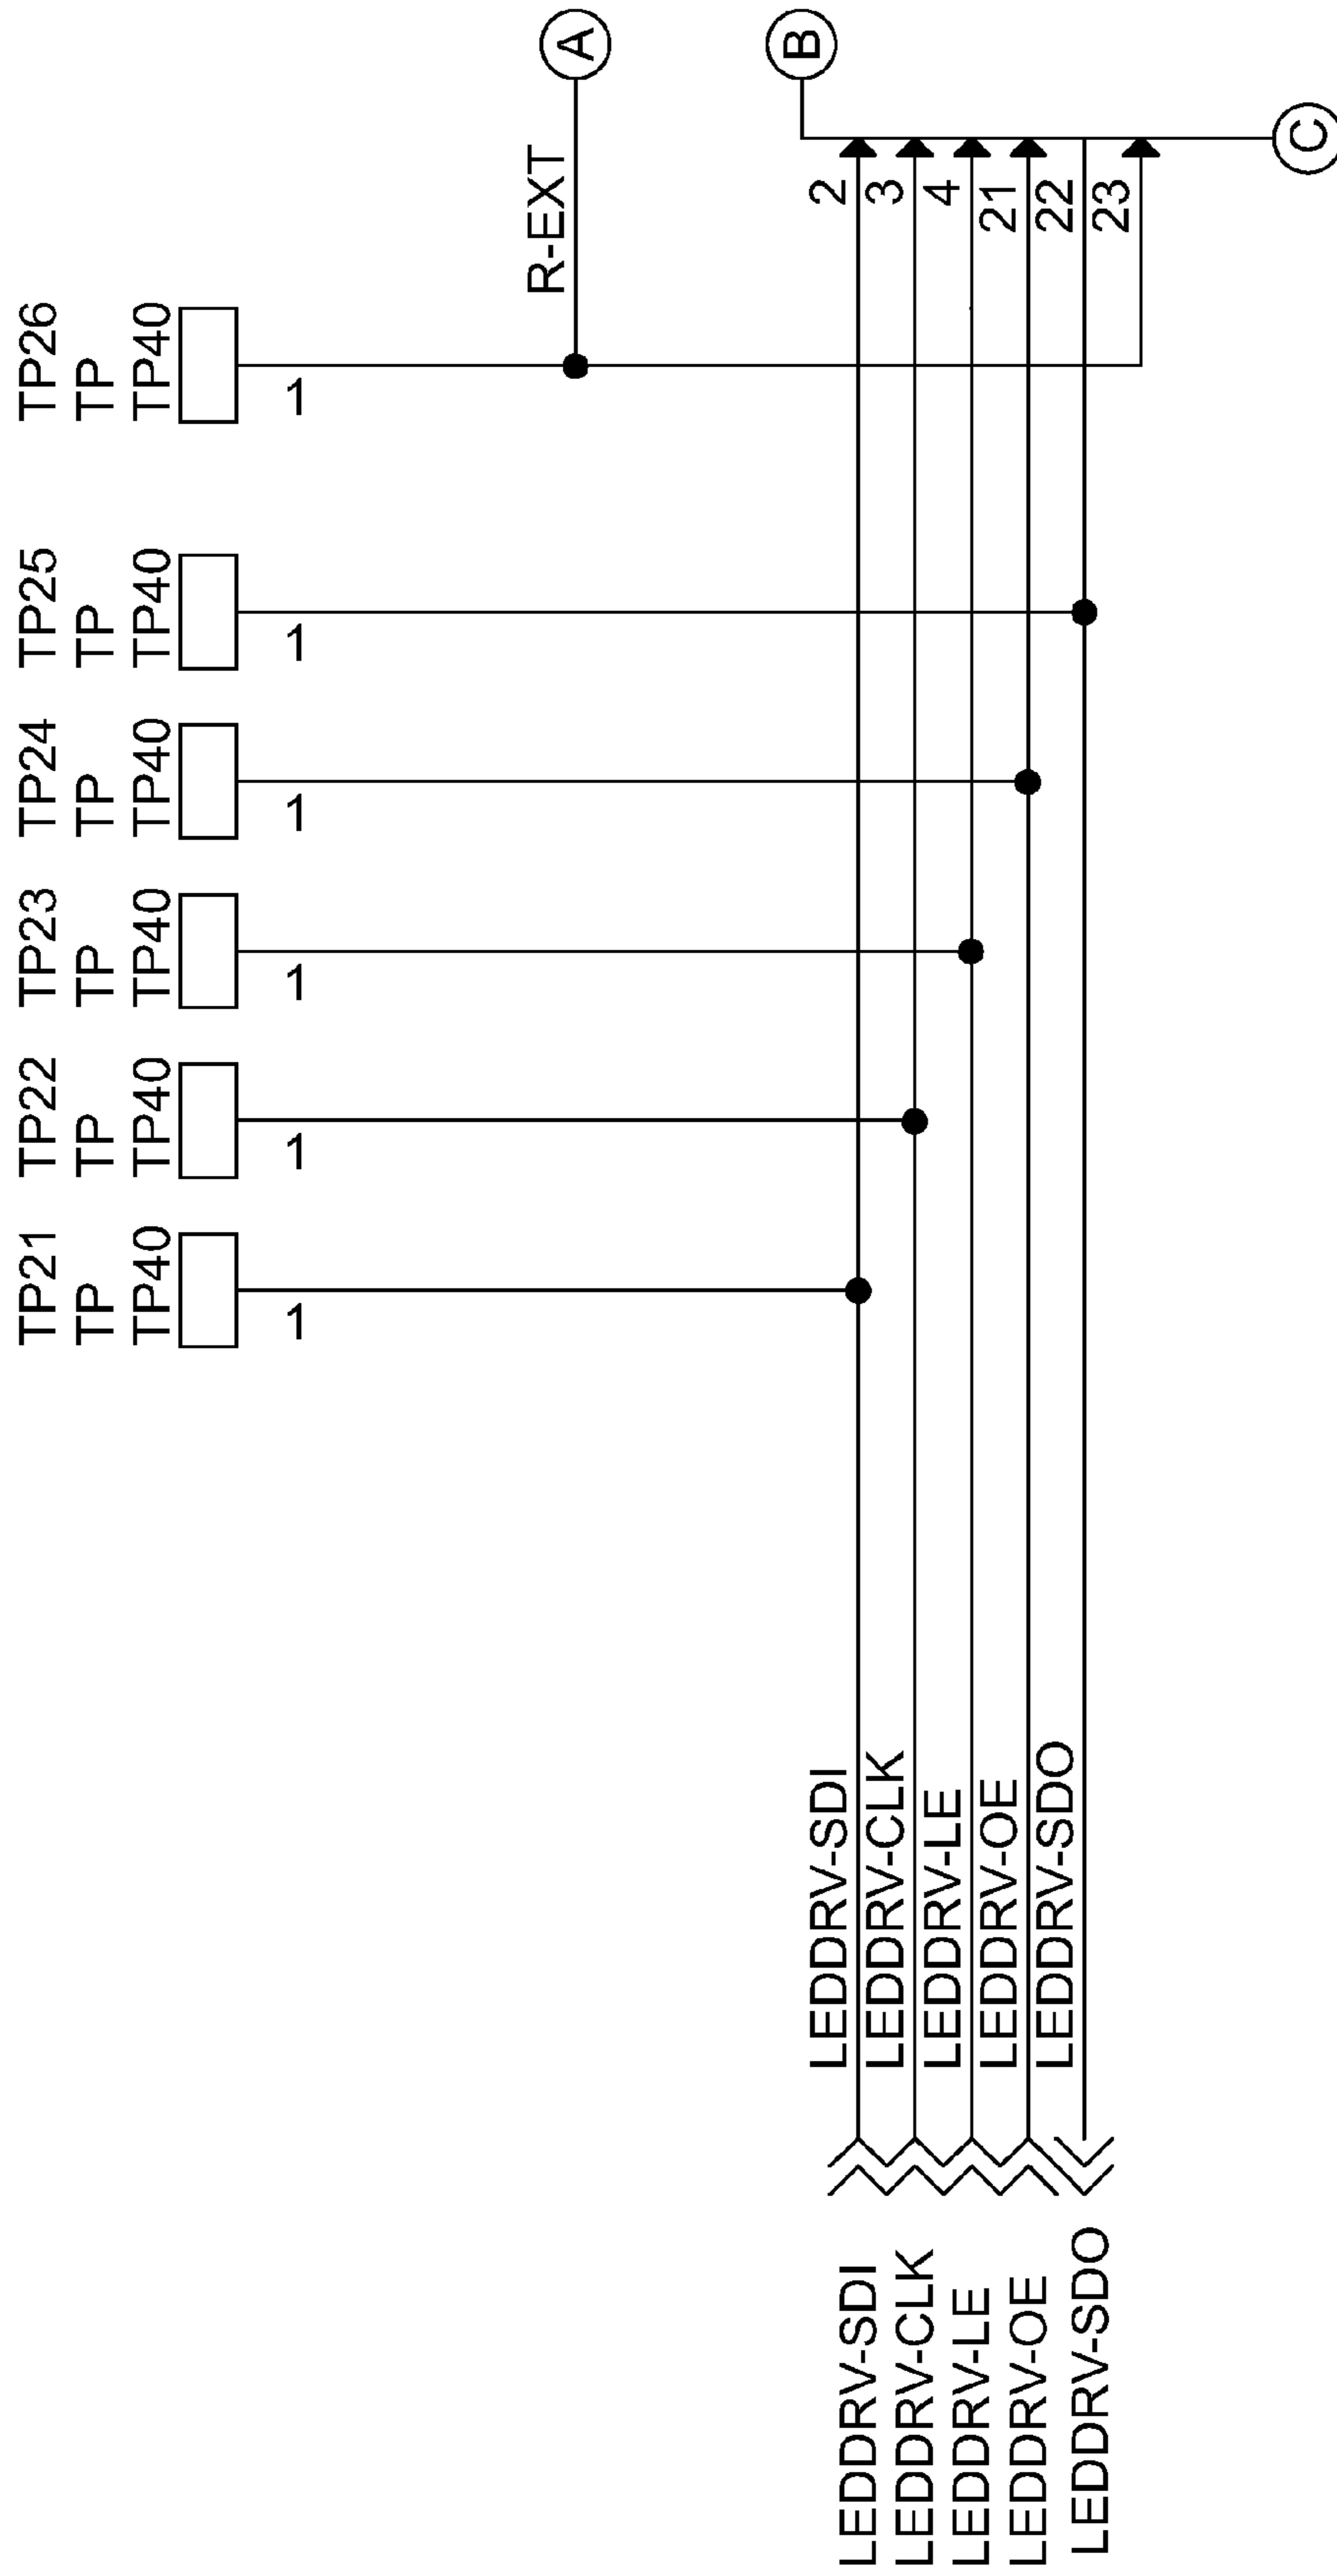 TP21
TP
TP40
1
TP22
TP
TP40
1
TP23
TP
TP40
1
TP24
TP
TP40
1
TP25
TP
TP40
1
TP26
TP
TP40
1
R-EXT
A
B
LEDDRV-SDI
LEDDRV-SDI
2
LEDDRV-CLK
LEDDRV-CLK
3
LEDDRV-LE
LEDDRV-LE
4
LEDDRV-OE
LEDDRV-OE
21
LEDDRV-SDO
LEDDRV-SDO
22
23
C